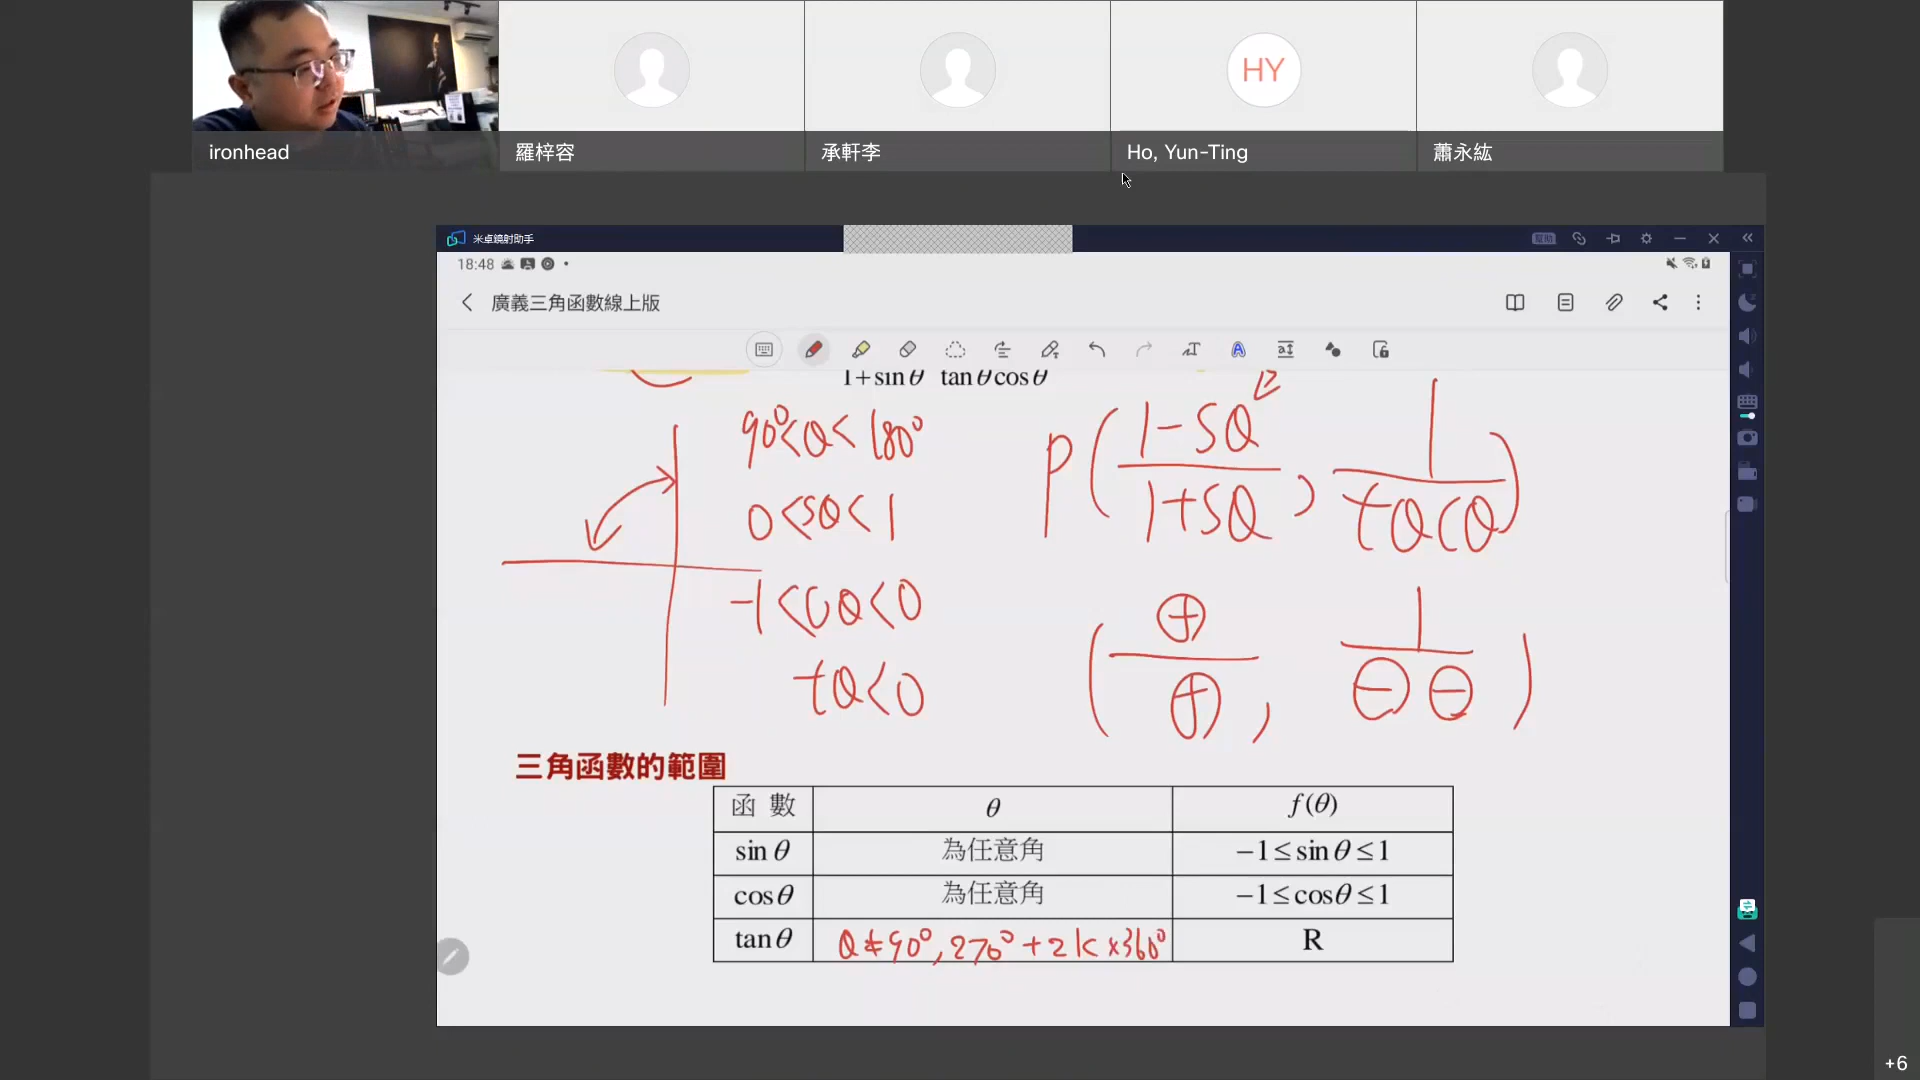 HY
ironhead
羅梓容
承軒李
Ho, Yun-Ting
蕭永紘
米卓鏡射助手
幫助
18:48
廣義三角函數線上版
1+sinθ tanθcosθ
90°<θ<180°
0<sθ<1
-1<cθ<0
tθ<0
P(1-sθ/1+sθ, 1/tθcθ)
(⊕/⊕, 1/⊖⊖)
三角函數的範圍
函 數 θ f(θ)
sinθ 為任意角 −1≤sinθ≤1
cosθ 為任意角 −1≤cosθ≤1
tanθ θ≠90°,270°+2k×360° R
+6